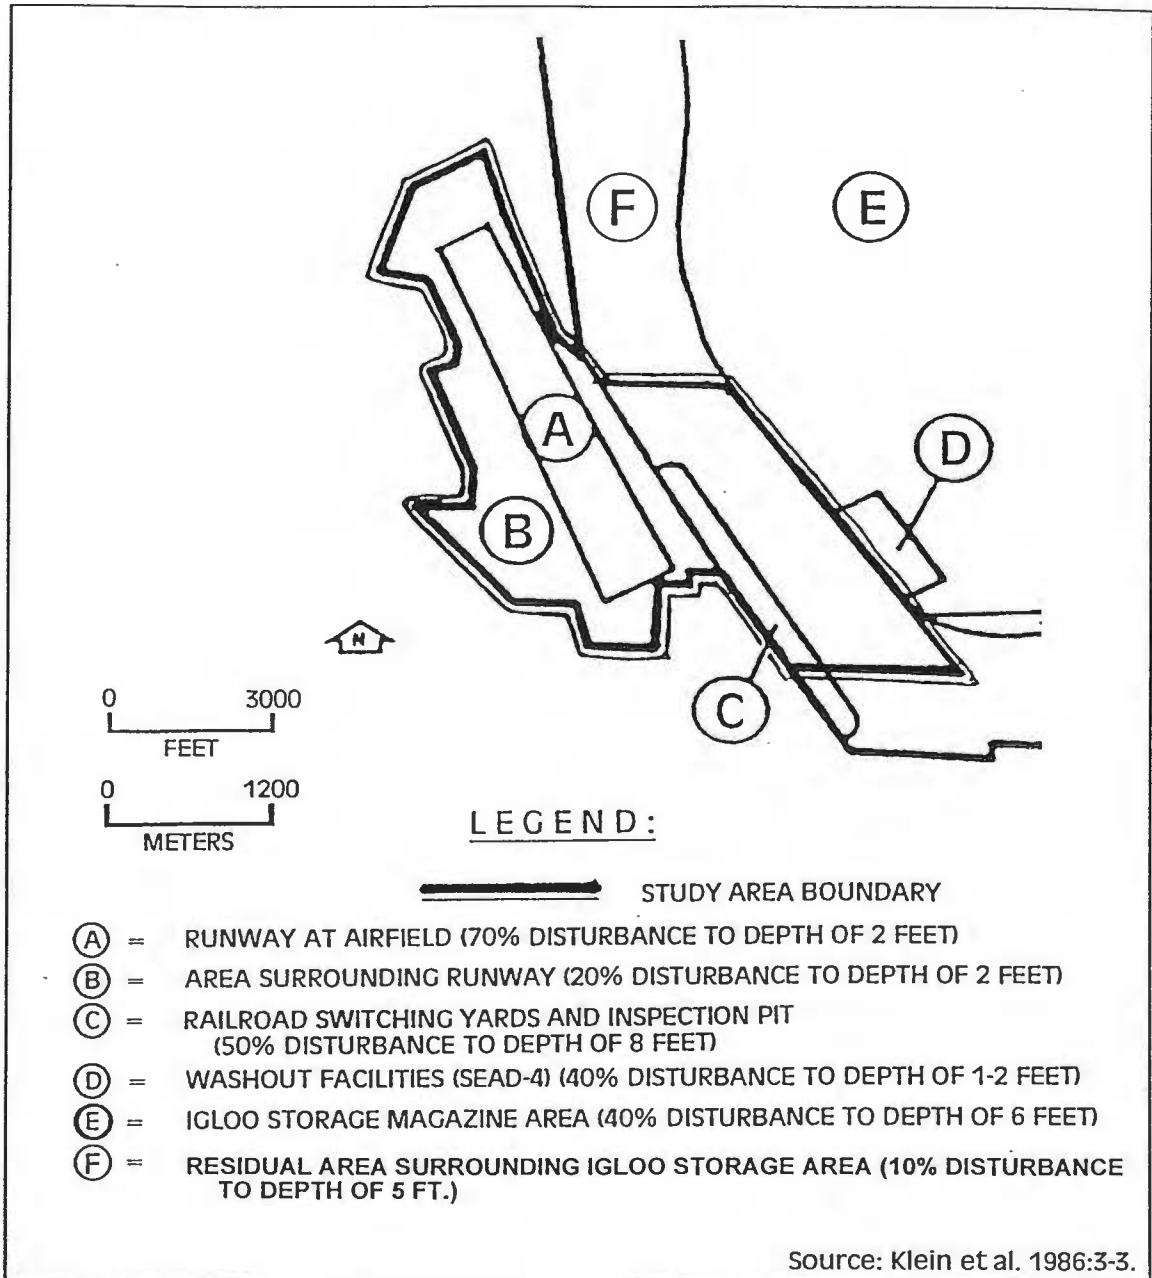 F
E
A
D
B
N
C
0 3000
FEET
0 1200
METERS
LEGEND:
STUDY AREA BOUNDARY
A = RUNWAY AT AIRFIELD (70% DISTURBANCE TO DEPTH OF 2 FEET)
B = AREA SURROUNDING RUNWAY (20% DISTURBANCE TO DEPTH OF 2 FEET)
C = RAILROAD SWITCHING YARDS AND INSPECTION PIT
(50% DISTURBANCE TO DEPTH OF 8 FEET)
D = WASHOUT FACILITIES (SEAD-4) (40% DISTURBANCE TO DEPTH OF 1-2 FEET)
E = IGLOO STORAGE MAGAZINE AREA (40% DISTURBANCE TO DEPTH OF 6 FEET)
F = RESIDUAL AREA SURROUNDING IGLOO STORAGE AREA (10% DISTURBANCE
TO DEPTH OF 5 FT.)
Source: Klein et al. 1986:3-3.